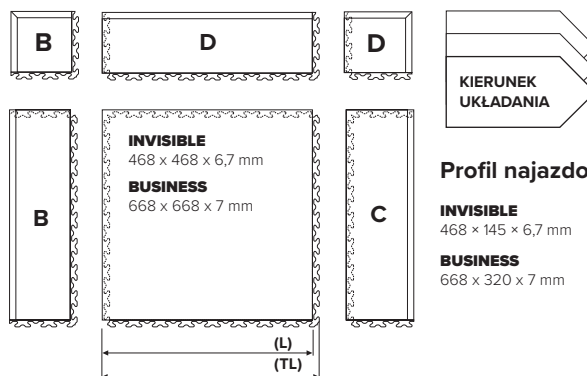 B
D
D
KIERUNEK
UKŁADANIA
INVISIBLE
468 x 468 x 6,7 mm
BUSINESS
668 x 668 x 7 mm
B
C
Profil najazdo
INVISIBLE
468 × 145 × 6,7 mm
BUSINESS
668 x 320 x 7 mm
(L)
(TL)